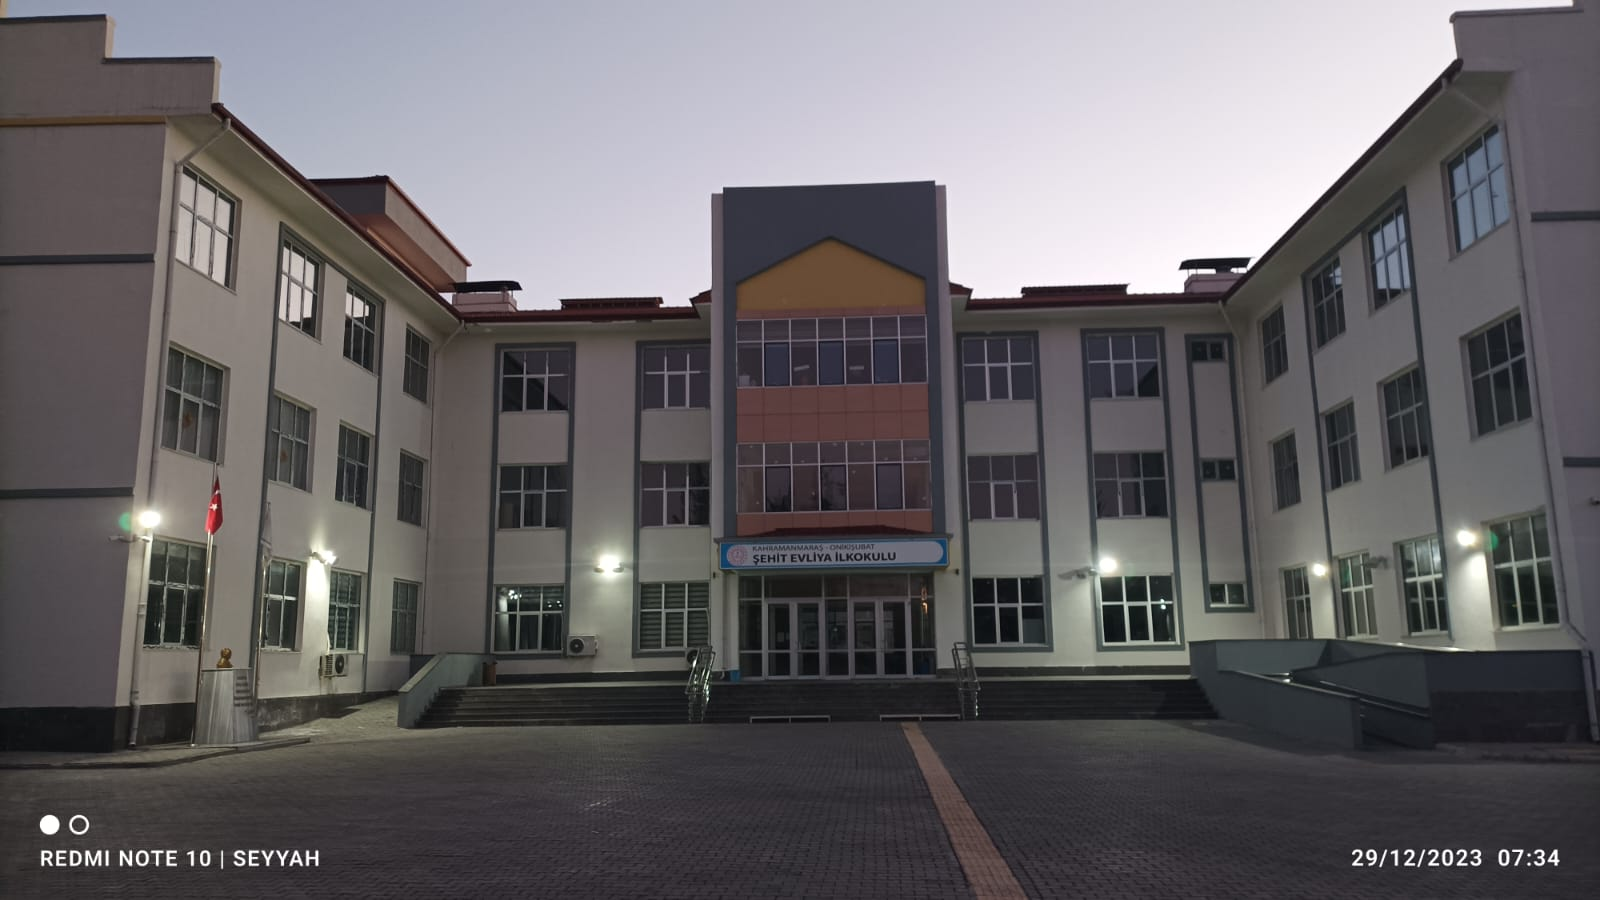 KAHRAMANMARAŞ - ONİKİŞUBAT
ŞEHİT EVLİYA İLKOKULU
REDMI NOTE 10 | SEYYAH
29/12/2023 07:34